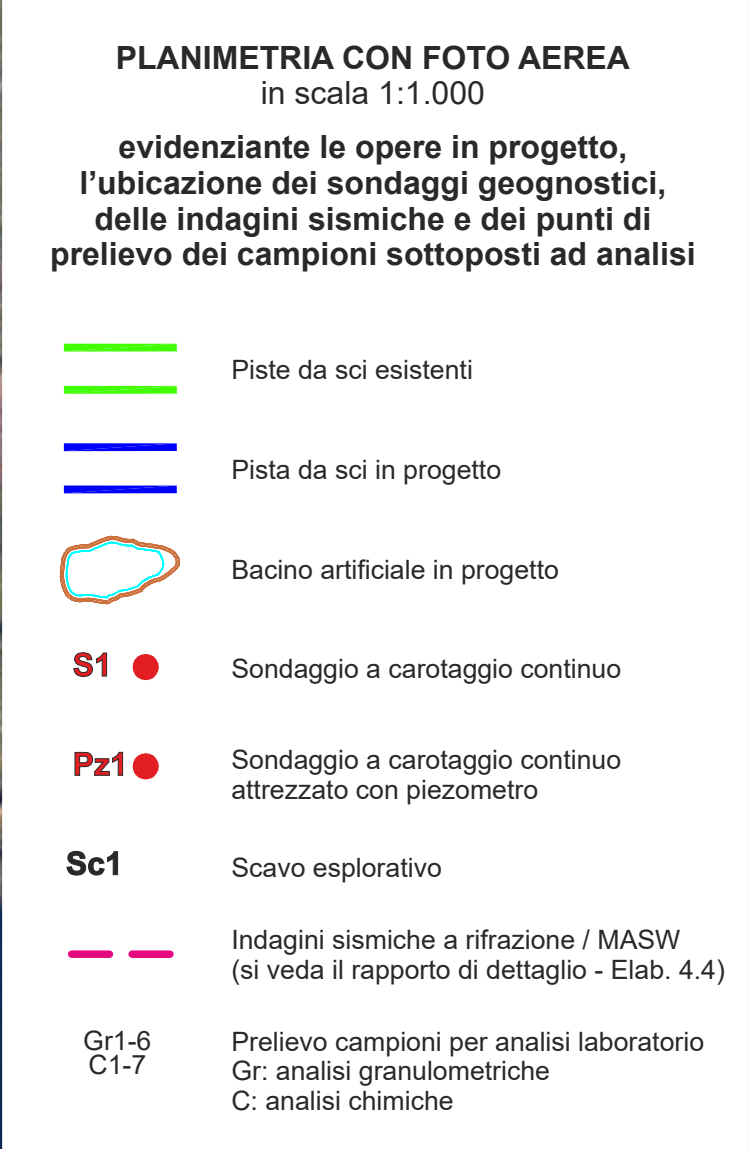 PLANIMETRIA CON FOTO AEREA
in scala 1:1.000
evidenziante le opere in progetto,
l’ubicazione dei sondaggi geognostici,
delle indagini sismiche e dei punti di
prelievo dei campioni sottoposti ad analisi
Piste da sci esistenti
Pista da sci in progetto
Bacino artificiale in progetto
S1 Sondaggio a carotaggio continuo
Pz1 Sondaggio a carotaggio continuo
attrezzato con piezometro
Sc1 Scavo esplorativo
Indagini sismiche a rifrazione / MASW
(si veda il rapporto di dettaglio - Elab. 4.4)
Gr1-6 Prelievo campioni per analisi laboratorio
C1-7 Gr: analisi granulometriche
C: analisi chimiche